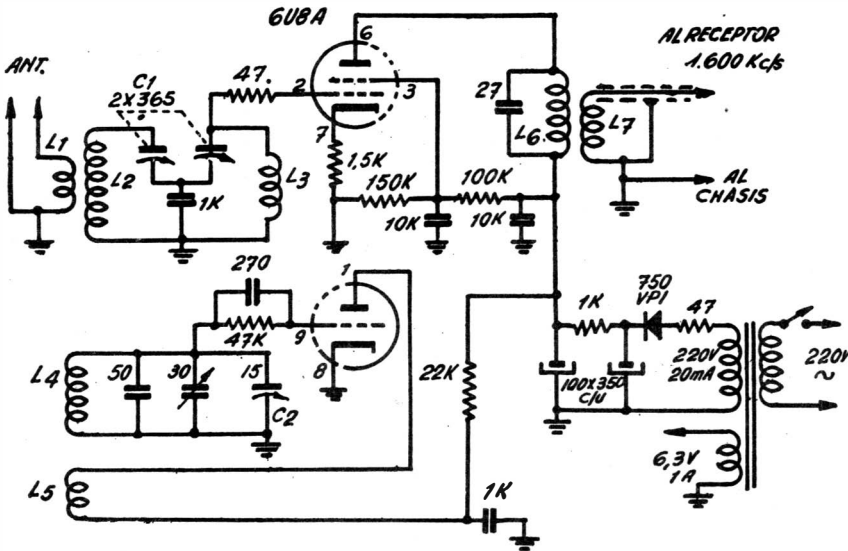 6U8A
ANT.
C1
2X365
L1
L2
L3
1K
47.
2
6
3
7
1,5K
150K
100K
10K
10K
27
L6
L7
AL RECEPTOR
1.600 Kc/s
AL
CHASIS
270
47K
1
9
8
L4
50
30
15
C2
L5
22K
1K
1K
750
VPI
47
100X350
C/U
220V
20mA
220V
~
6,3V
1A